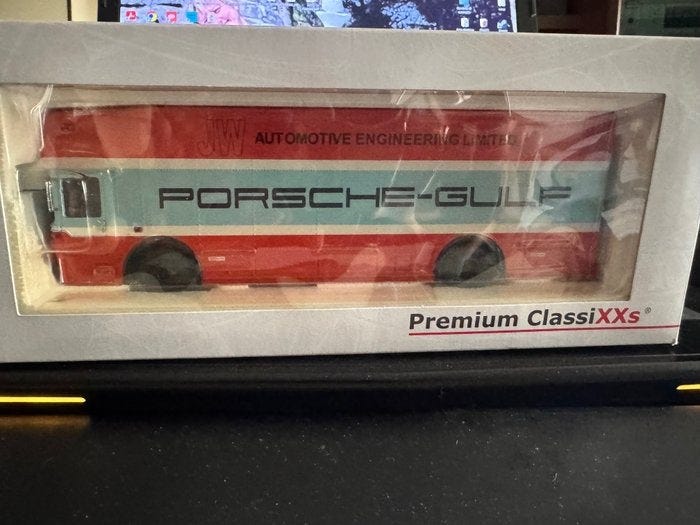 JW AUTOMOTIVE ENGINEERING LIMITED
PORSCHE-GULF
Premium ClassiXXs®